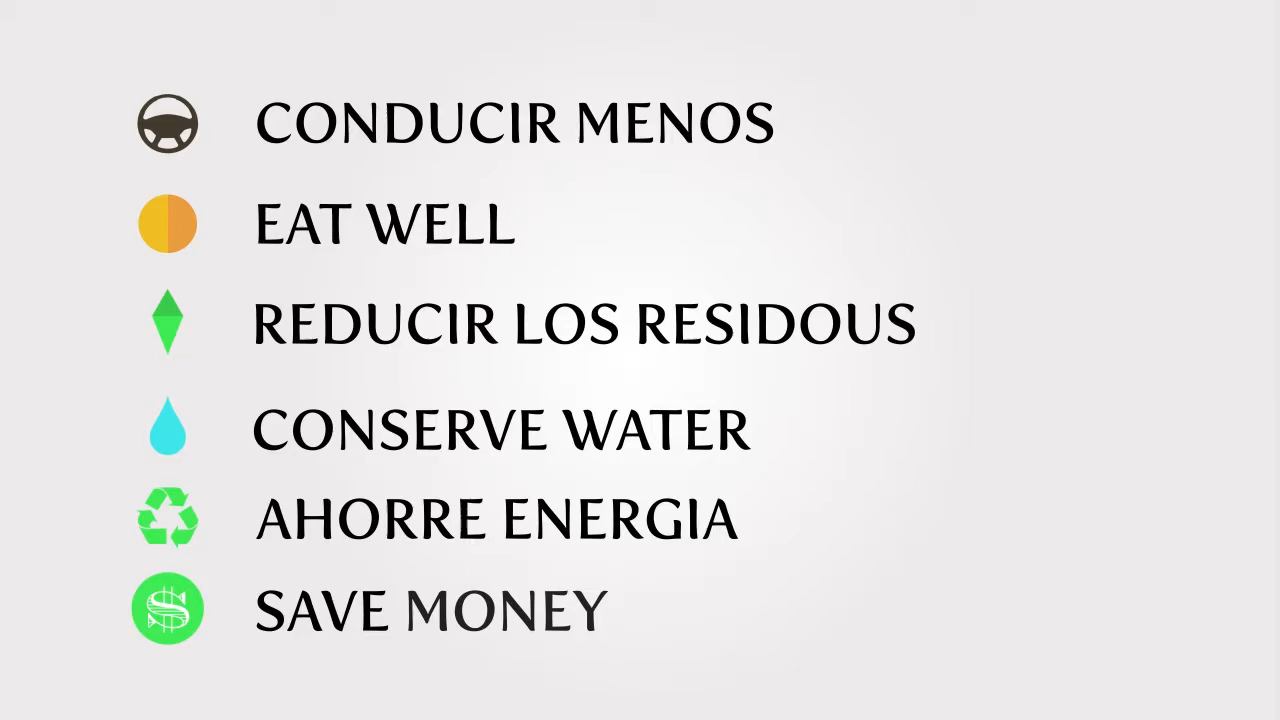 CONDUCIR MENOS
EAT WELL
REDUCIR LOS RESIDOUS
CONSERVE WATER
AHORRE ENERGIA
SAVE MONEY